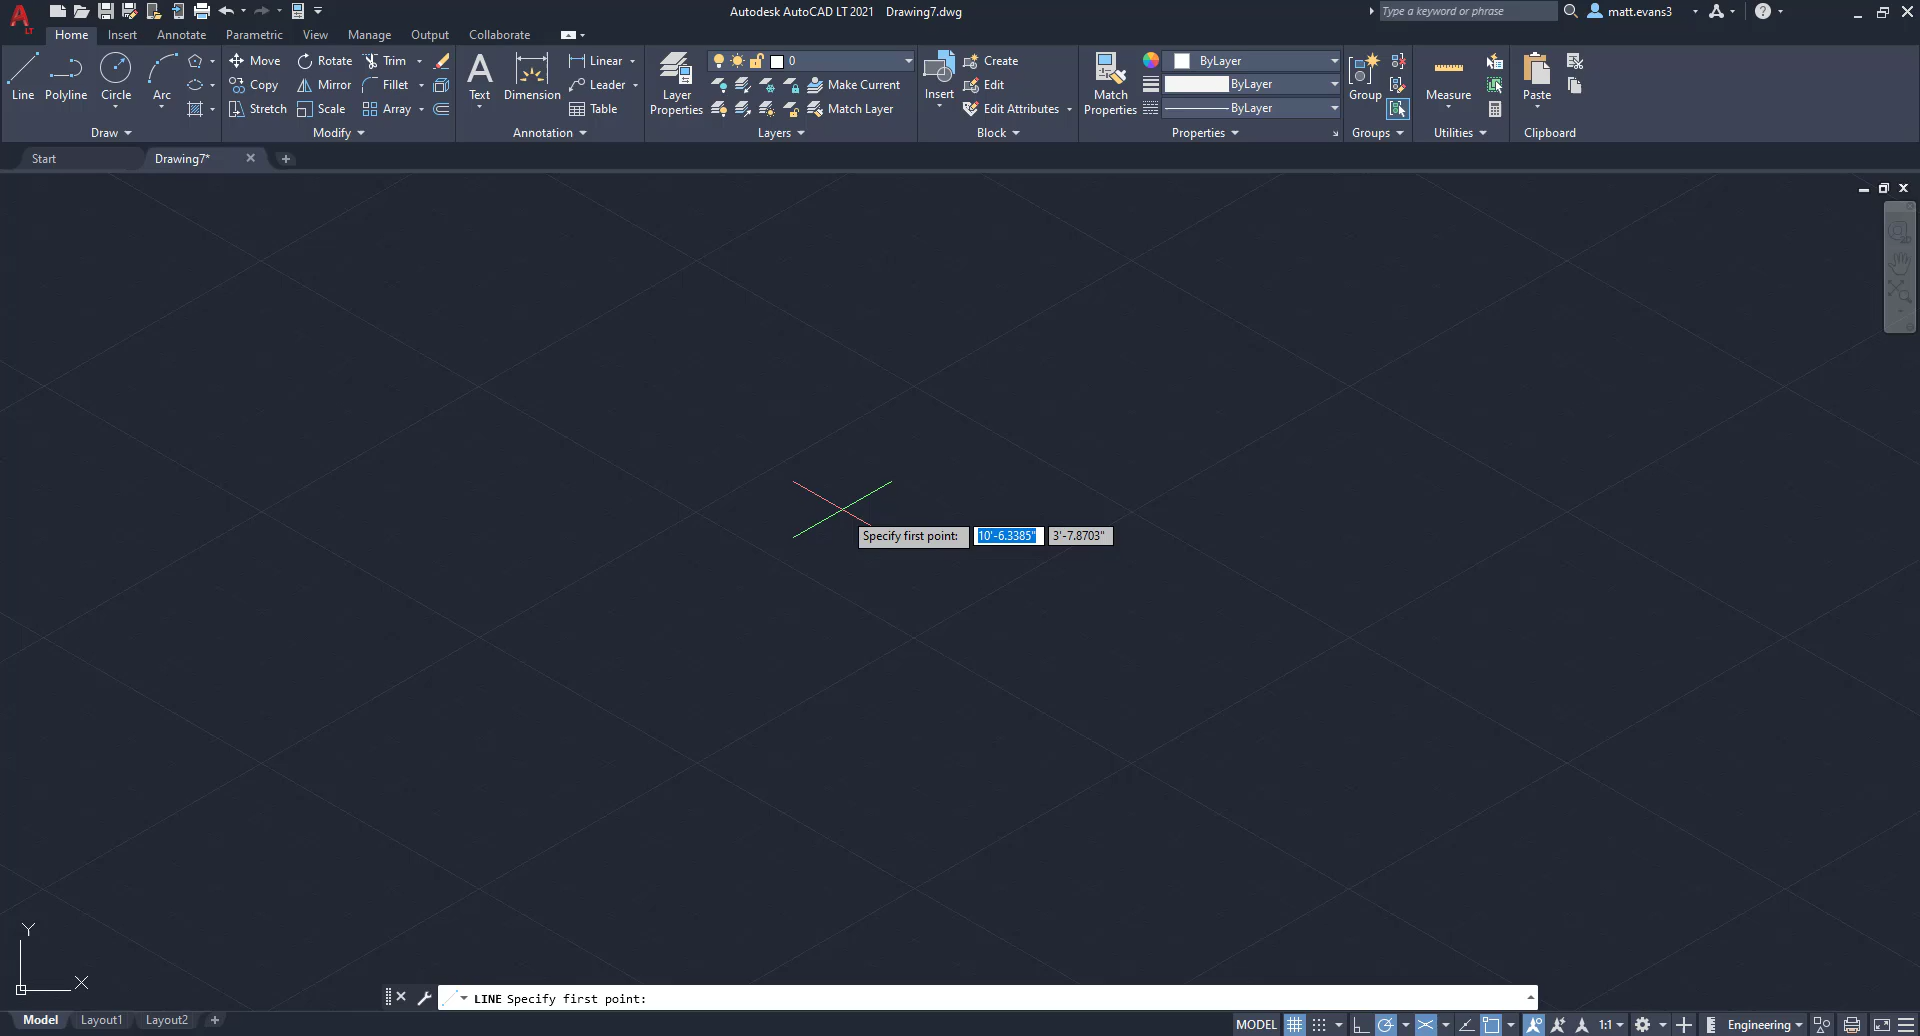 Autodesk AutoCAD LT 2021 Drawing7.dwg
Type a keyword or phrase
matt.evans3
LT
Home Insert Annotate Parametric View Manage Output Collaborate
Line
Polyline
Circle
Arc
Draw
Move Rotate Trim
Copy Mirror Fillet
Stretch Scale Array
Modify
Text
Dimension
Linear
Leader
Table
Annotation
Layer
Properties
0
Make Current
Match Layer
Layers
Insert
Create
Edit
Edit Attributes
Block
Match
Properties
ByLayer
ByLayer
ByLayer
Properties
Group
Groups
Measure
Utilities
Paste
Clipboard
Start Drawing7*
Specify first point: 10'-6.3385" 3'-7.8703"
Y
X
LINE Specify first point:
Model Layout1 Layout2
MODEL 1:1 Engineering